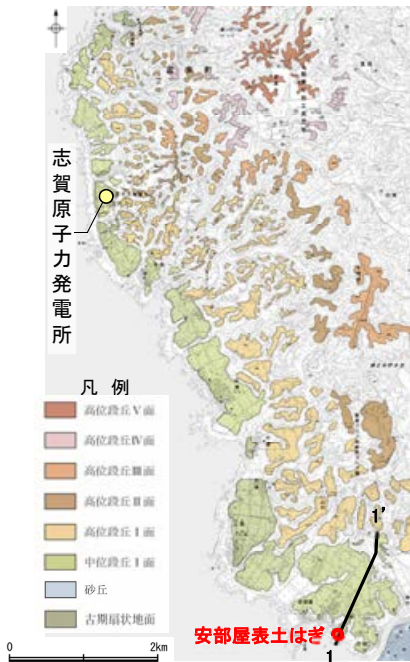 志賀原子力発電所
凡 例
高位段丘Ⅴ面
高位段丘Ⅳ面
高位段丘Ⅲ面
高位段丘Ⅱ面
高位段丘Ⅰ面
中位段丘Ⅰ面
砂丘
古期扇状地面
1'
安部屋表土はぎ
1
0 2km